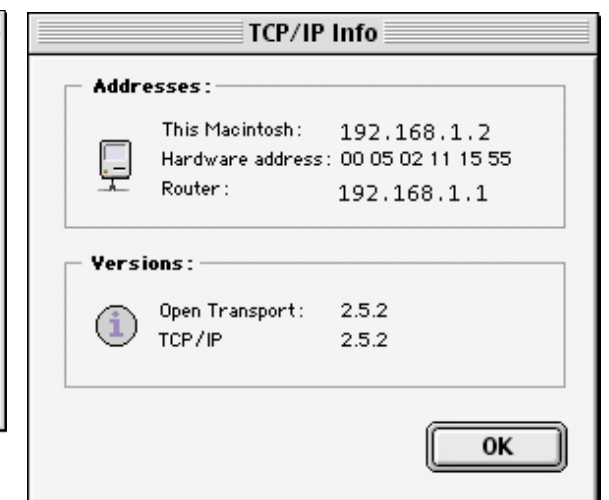 TCP/IP Info
Addresses:
This Macintosh: 192.168.1.2
Hardware address: 00 05 02 11 15 55
Router: 192.168.1.1
Versions:
Open Transport: 2.5.2
TCP/IP 2.5.2
OK